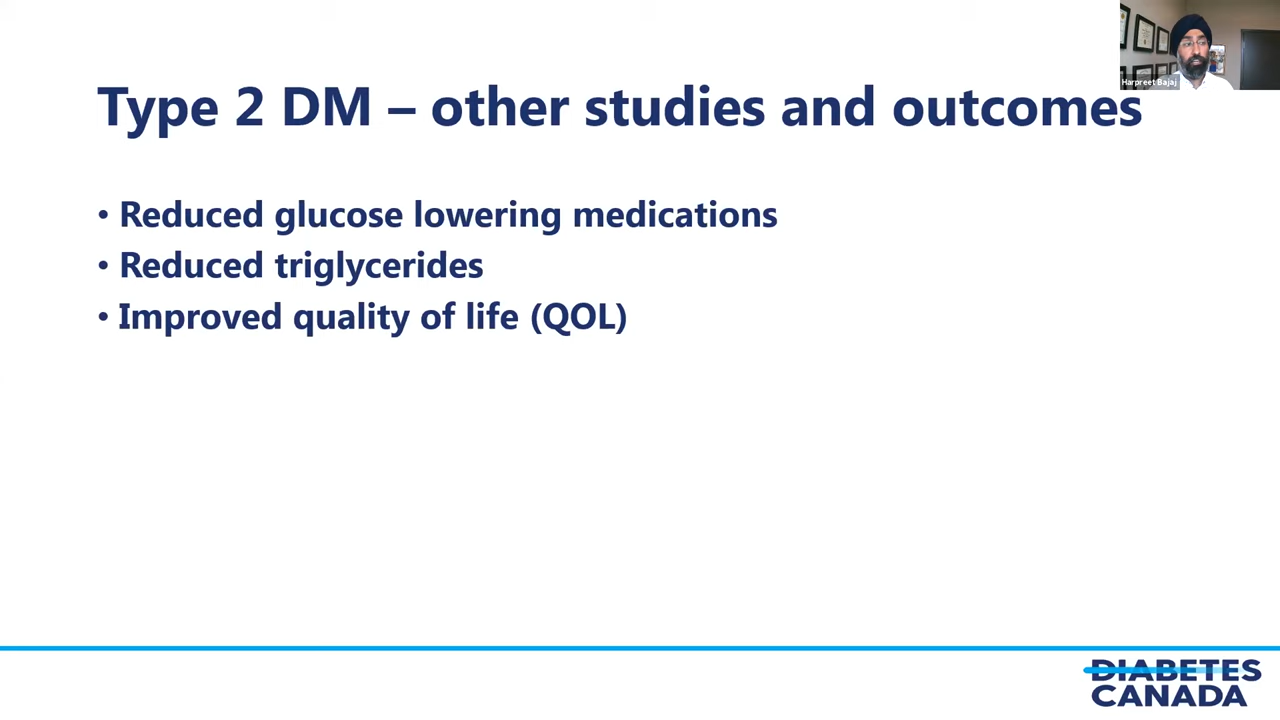 Harpreet Bajaj
Type 2 DM – other studies and outcomes
• Reduced glucose lowering medications
• Reduced triglycerides
• Improved quality of life (QOL)
DIABETES
CANADA